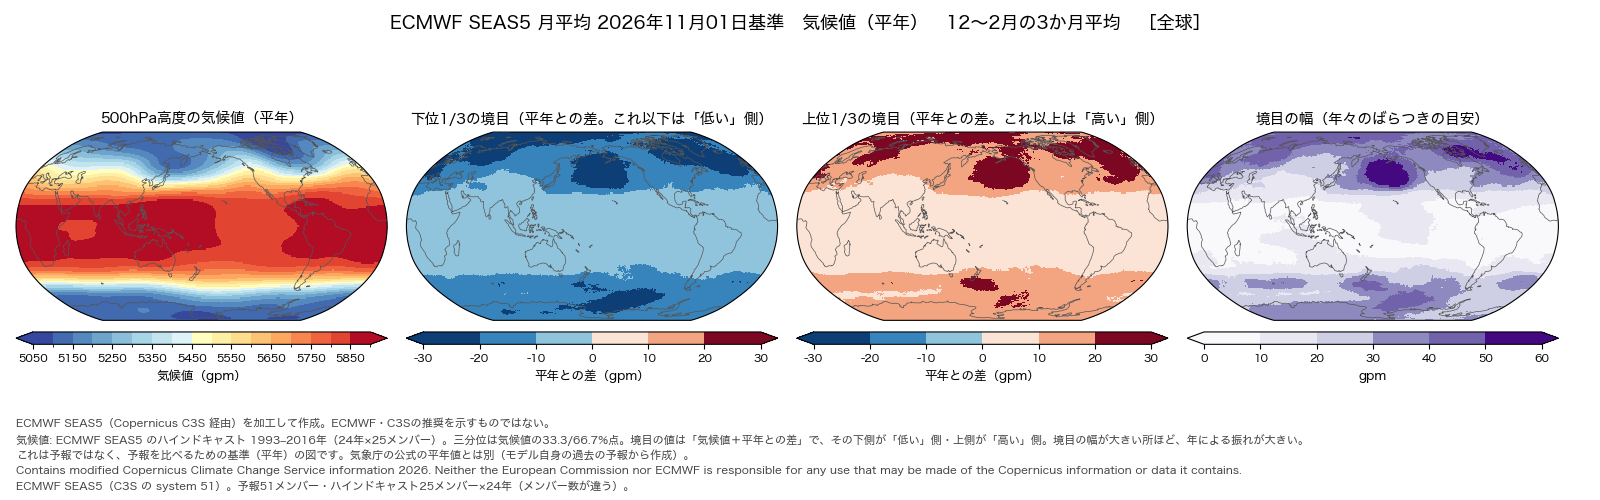 ECMWF SEAS5 月平均 2026年11月01日基準　気候値（平年）　12〜2月の3か月平均　［全球］
500hPa高度の気候値（平年）
下位1/3の境目（平年との差。これ以下は「低い」側）
上位1/3の境目（平年との差。これ以上は「高い」側）
境目の幅（年々のばらつきの目安）
5050 5150 5250 5350 5450 5550 5650 5750 5850
-30 -20 -10 0 10 20 30
-30 -20 -10 0 10 20 30
0 10 20 30 40 50 60
気候値（gpm）
平年との差（gpm）
平年との差（gpm）
gpm
ECMWF SEAS5（Copernicus C3S 経由）を加工して作成。ECMWF・C3Sの推奨を示すものではない。
気候値: ECMWF SEAS5 のハインドキャスト 1993–2016年（24年×25メンバー）。三分位は気候値の33.3/66.7%点。境目の値は「気候値＋平年との差」で、その下側が「低い」側・上側が「高い」側。境目の幅が大きい所ほど、年による振れが大きい。
これは予報ではなく、予報を比べるための基準（平年）の図です。気象庁の公式の平年値とは別（モデル自身の過去の予報から作成）。
Contains modified Copernicus Climate Change Service information 2026. Neither the European Commission nor ECMWF is responsible for any use that may be made of the Copernicus information or data it contains.
ECMWF SEAS5（C3S の system 51）。予報51メンバー・ハインドキャスト25メンバー×24年（メンバー数が違う）。